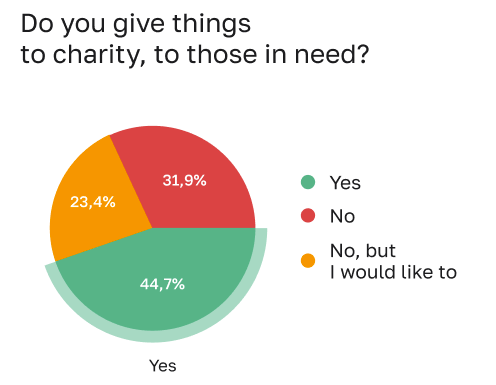 Do you give things
to charity, to those in need?
31,9%
23,4%
44,7%
Yes
Yes
No
No, but
I would like to